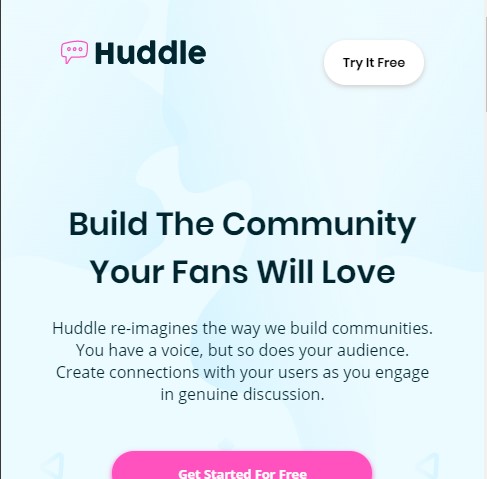 Huddle
Try It Free
Build The Community
Your Fans Will Love
Huddle re-imagines the way we build communities.
You have a voice, but so does your audience.
Create connections with your users as you engage
in genuine discussion.
Get Started For Free